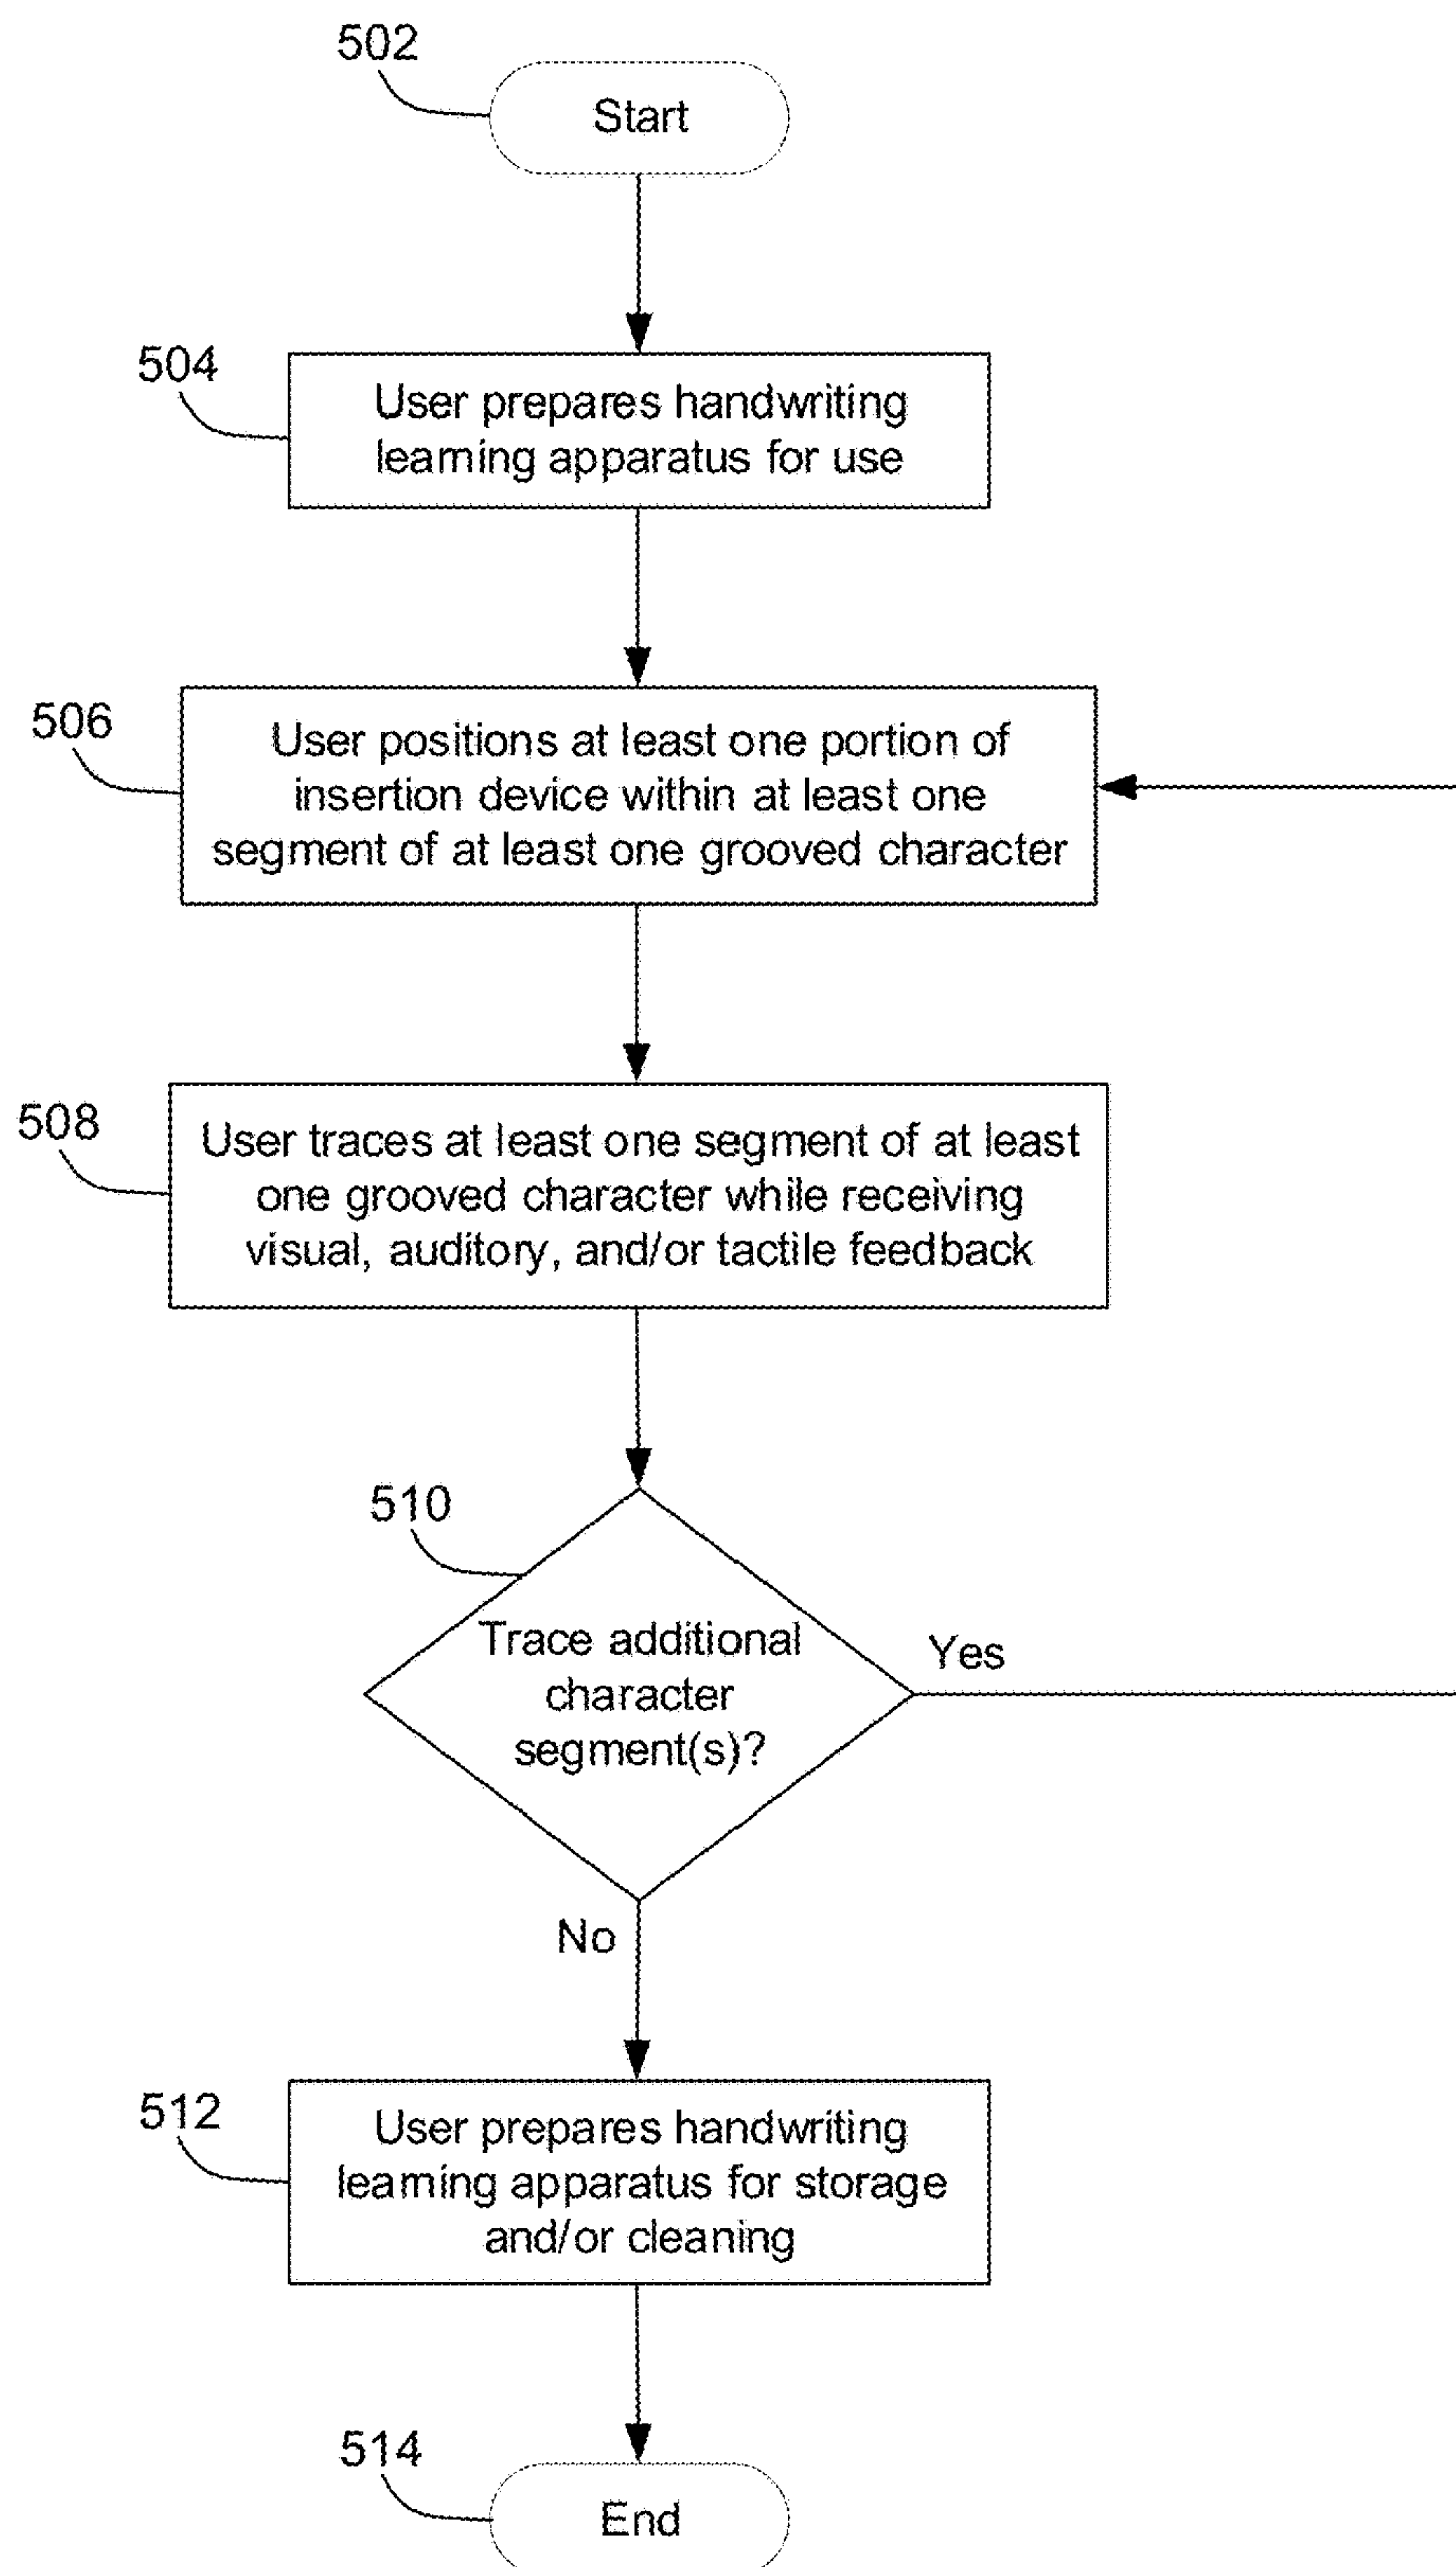 502
Start
504
User prepares handwriting
learning apparatus for use
506
User positions at least one portion of
insertion device within at least one
segment of at least one grooved character
508
User traces at least one segment of at least
one grooved character while receiving
visual, auditory, and/or tactile feedback
510
Trace additional
character
segment(s)?
Yes
No
512
User prepares handwriting
learning apparatus for storage
and/or cleaning
514
End